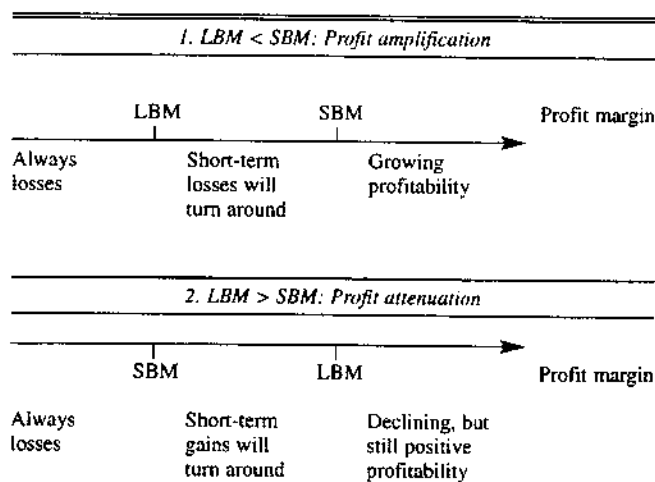 1. LBM < SBM: Profit amplification
LBM SBM Profit margin
Always Short-term Growing
losses losses will profitability
turn around
2. LBM > SBM: Profit attenuation
SBM LBM Profit margin
Always Short-term Declining, but
losses gains will still positive
turn around profitability